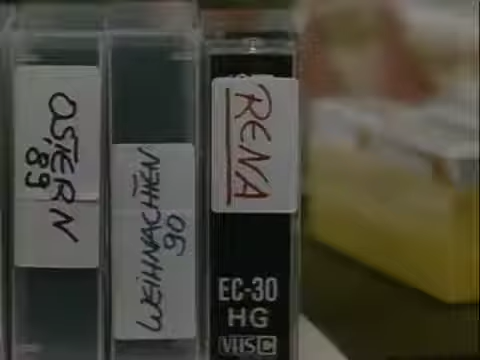 OSTERN
89
WEIHNACHTEN
90
RENA
EC-30
HG
VHS C